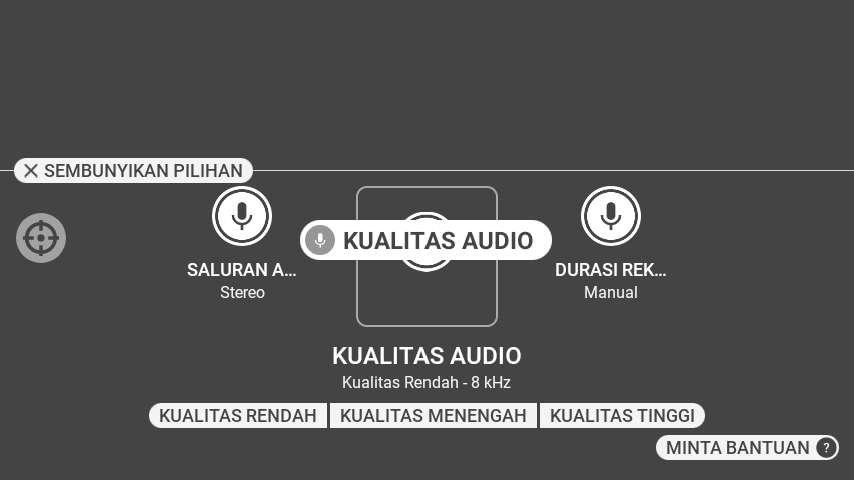 SEMBUNYIKAN PILIHAN
KUALITAS AUDIO
SALURAN A...
Stereo
DURASI REK...
Manual
KUALITAS AUDIO
Kualitas Rendah - 8 kHz
KUALITAS RENDAH
KUALITAS MENENGAH
KUALITAS TINGGI
MINTA BANTUAN ?